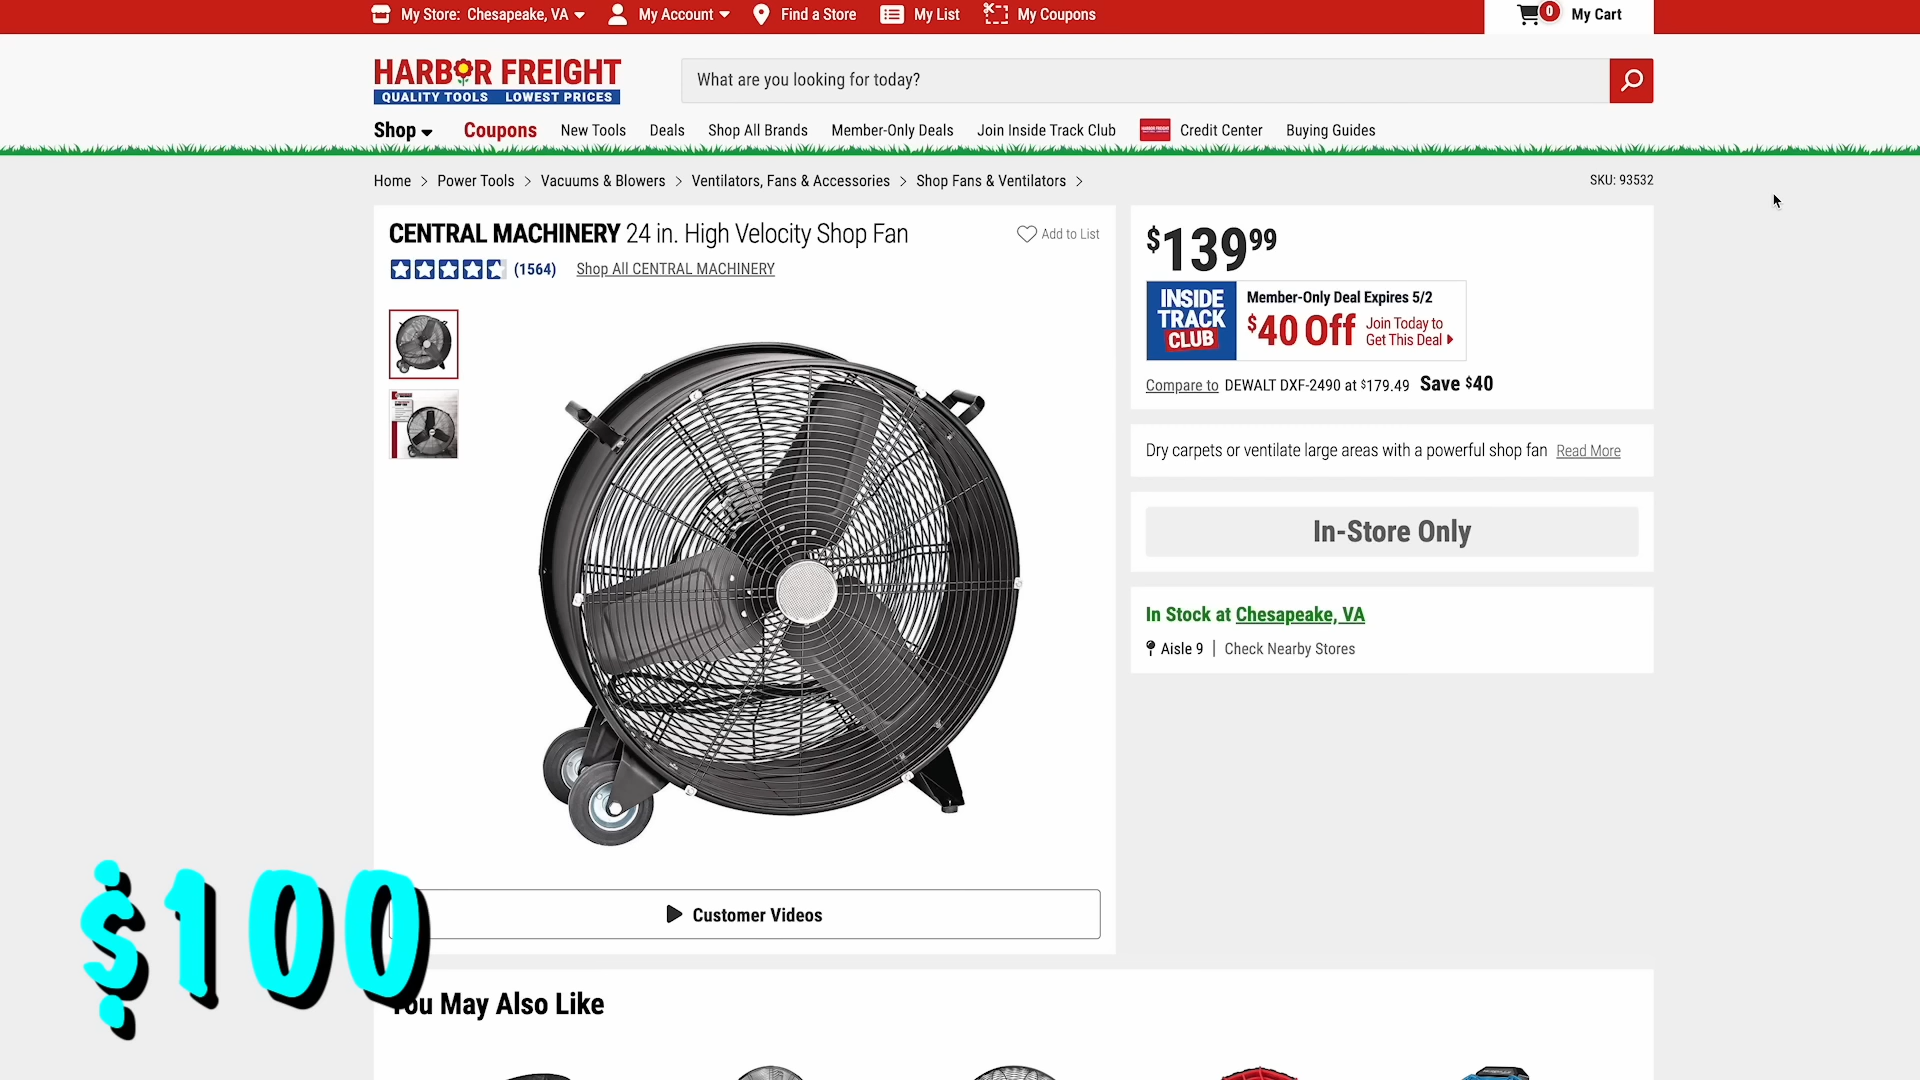 My Store: Chesapeake, VA
My Account
Find a Store
My List
My Coupons
0 My Cart
HARBOR FREIGHT
QUALITY TOOLS LOWEST PRICES
What are you looking for today?
Shop
Coupons
New Tools
Deals
Shop All Brands
Member-Only Deals
Join Inside Track Club
Credit Center
Buying Guides
Home > Power Tools > Vacuums & Blowers > Ventilators, Fans & Accessories > Shop Fans & Ventilators >
SKU: 93532
CENTRAL MACHINERY 24 in. High Velocity Shop Fan
Add to List
(1564)
Shop All CENTRAL MACHINERY
$139 99
INSIDE
TRACK
CLUB
Member-Only Deal Expires 5/2
$40 Off
Join Today to
Get This Deal
Compare to DEWALT DXF-2490 at $179.49 Save $40
Dry carpets or ventilate large areas with a powerful shop fan Read More
In-Store Only
In Stock at Chesapeake, VA
Aisle 9 | Check Nearby Stores
Customer Videos
$100
You May Also Like